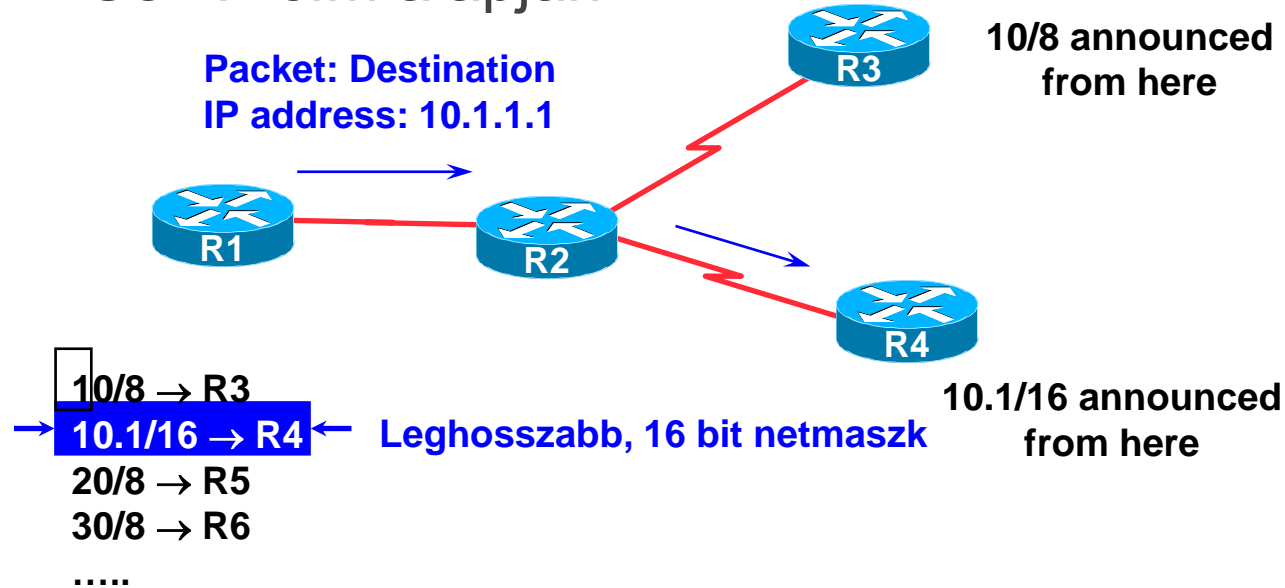 Packet: Destination
IP address: 10.1.1.1
R3
10/8 announced
from here
R1
R2
R4
10.1/16 announced
from here
10/8 → R3
10.1/16 → R4
Leghosszabb, 16 bit netmaszk
20/8 → R5
30/8 → R6
…..